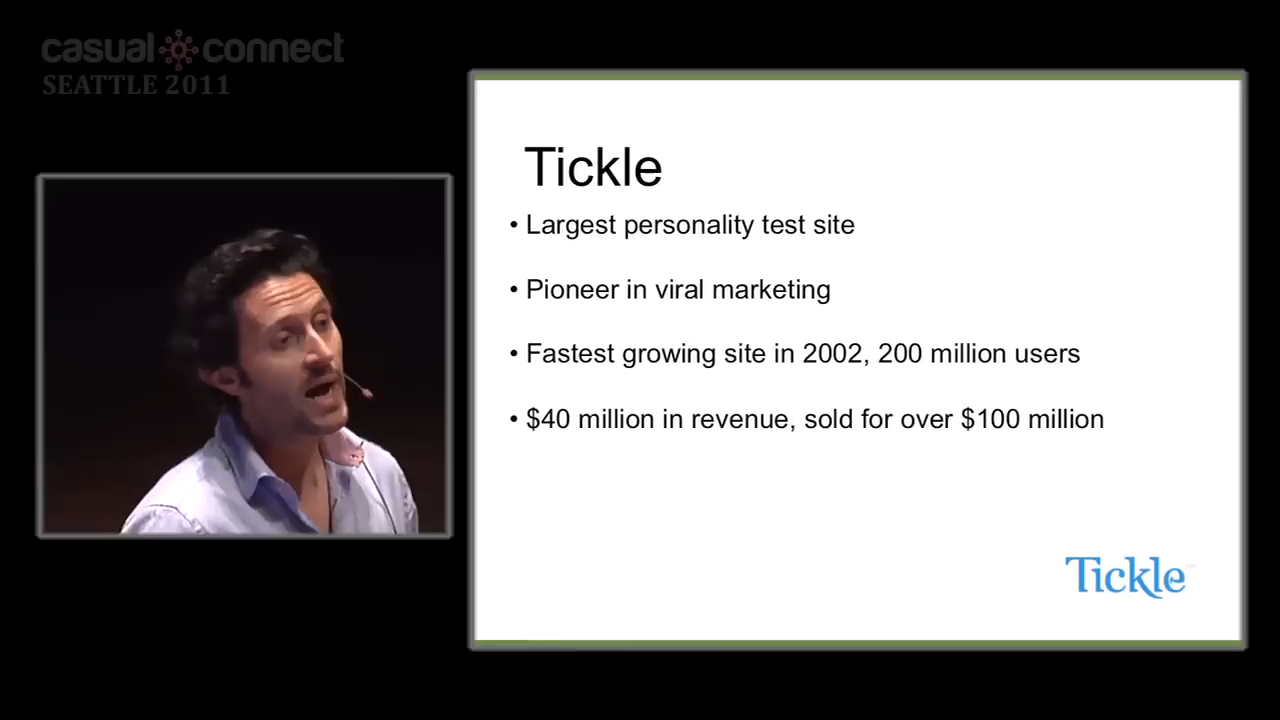 casual connect
SEATTLE 2011
Tickle
• Largest personality test site
• Pioneer in viral marketing
• Fastest growing site in 2002, 200 million users
• $40 million in revenue, sold for over $100 million
Tickle™